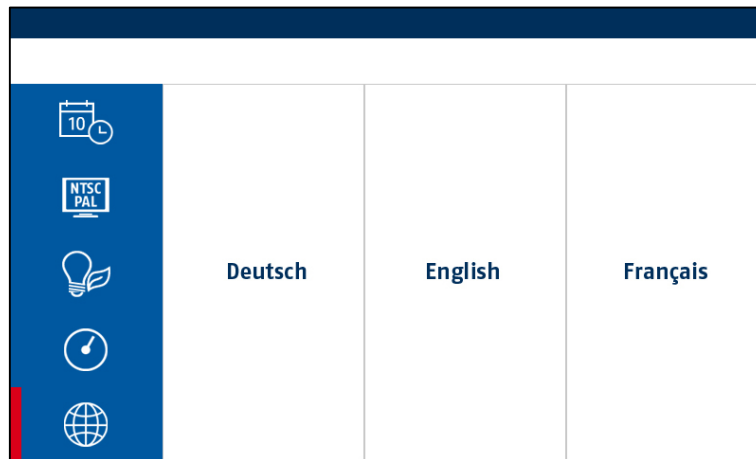 10
NTSC
PAL
Deutsch
English
Français